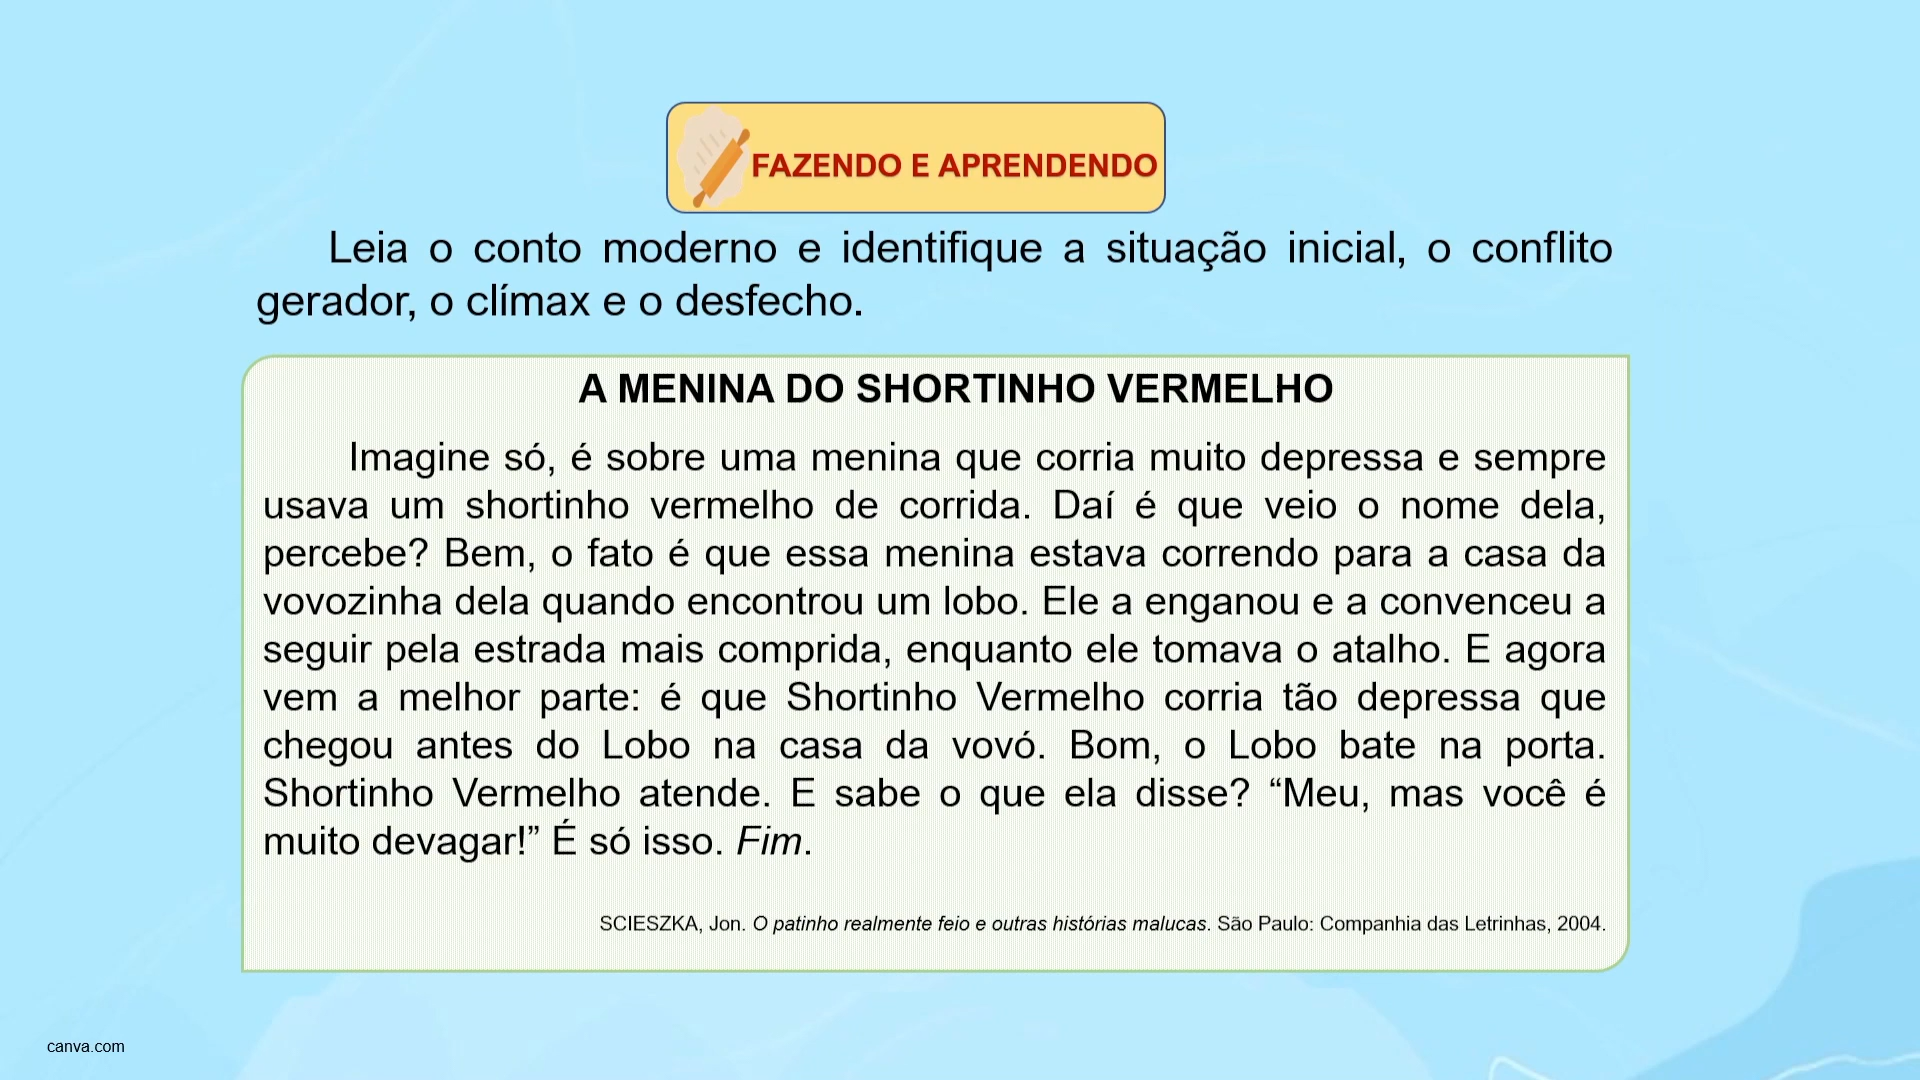 FAZENDO E APRENDENDO
Leia o conto moderno e identifique a situação inicial, o conflito
gerador, o clímax e o desfecho.
A MENINA DO SHORTINHO VERMELHO
Imagine só, é sobre uma menina que corria muito depressa e sempre
usava um shortinho vermelho de corrida. Daí é que veio o nome dela,
percebe? Bem, o fato é que essa menina estava correndo para a casa da
vovozinha dela quando encontrou um lobo. Ele a enganou e a convenceu a
seguir pela estrada mais comprida, enquanto ele tomava o atalho. E agora
vem a melhor parte: é que Shortinho Vermelho corria tão depressa que
chegou antes do Lobo na casa da vovó. Bom, o Lobo bate na porta.
Shortinho Vermelho atende. E sabe o que ela disse? “Meu, mas você é
muito devagar!” É só isso. Fim.
SCIESZKA, Jon. O patinho realmente feio e outras histórias malucas. São Paulo: Companhia das Letrinhas, 2004.
canva.com